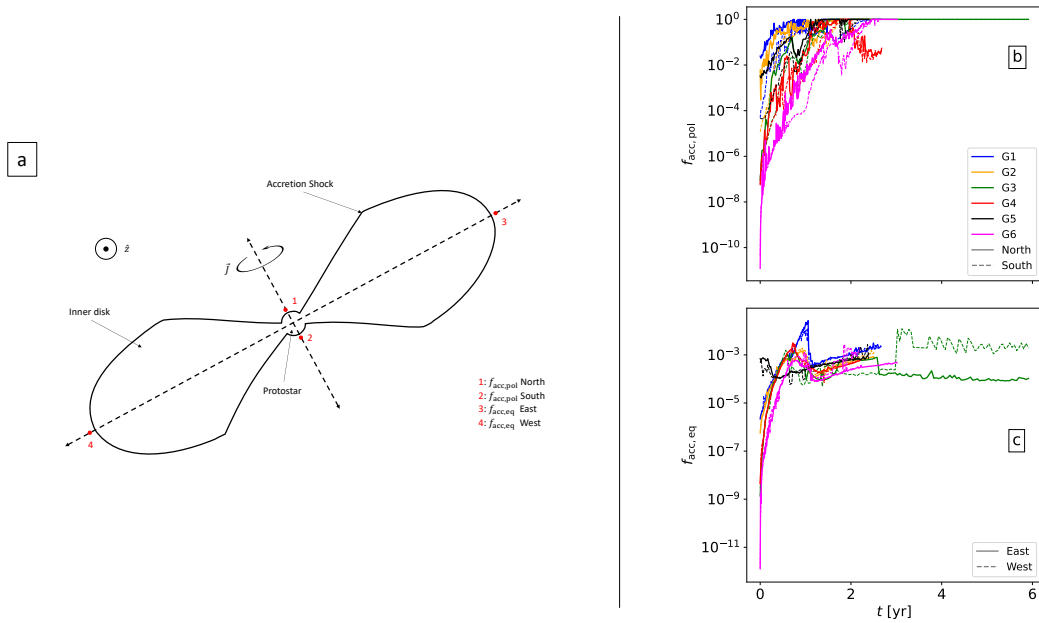 a
Accretion Shock
3
ẑ
J⃗
1
Inner disk
2
Protostar
1: f_acc,pol North
2: f_acc,pol South
3: f_acc,eq East
4: f_acc,eq West
4
10⁰
10⁻²
10⁻⁴
10⁻⁶
10⁻⁸
10⁻¹⁰
f_acc,pol
b
G1
G2
G3
G4
G5
G6
North
South
10⁻³
10⁻⁵
10⁻⁷
10⁻⁹
10⁻¹¹
f_acc,eq
c
East
West
0 2 4 6
t [yr]